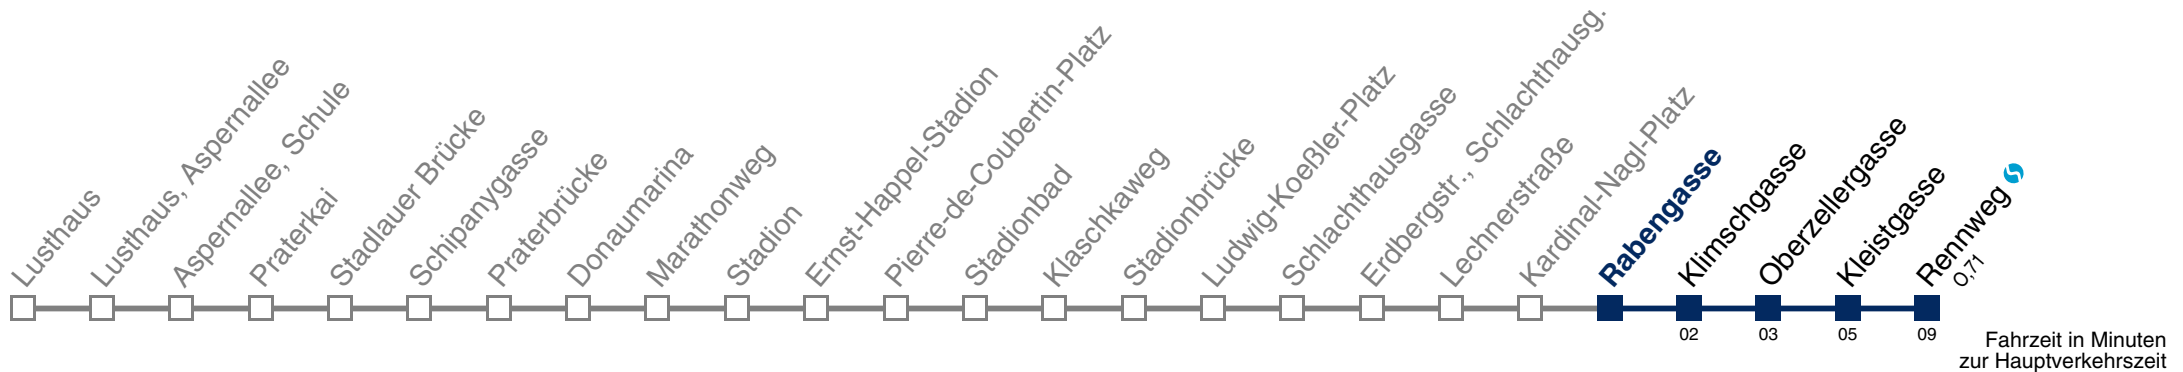 Lusthaus
Lusthaus, Aspernallee
Aspernallee, Schule
Praterkai
Stadlauer Brücke
Schipanygasse
Praterbrücke
Donaumarina
Marathonweg
Stadion
Ernst-Happel-Stadion
Pierre-de-Coubertin-Platz
Stadionbad
Klaschkaweg
Stadionbrücke
Ludwig-Koeßler-Platz
Schlachthausgasse
Erdbergstr., Schlachthausg.
Lechnerstraße
Kardinal-Nagl-Platz
Rabengasse
Klimschgasse
Oberzellergasse
Kleistgasse
Rennweg
O,71
02 03 05 09
Fahrzeit in Minuten
zur Hauptverkehrszeit